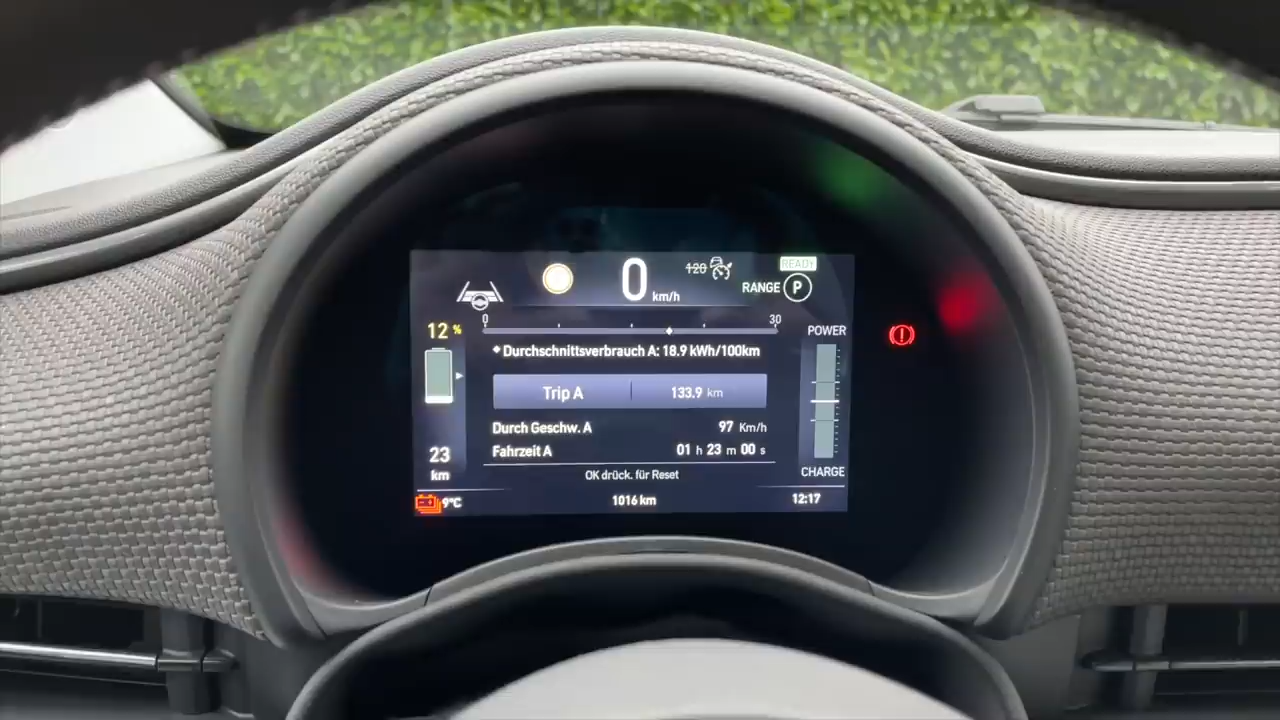 120
READY
0 km/h
RANGE P
12 %
0 30
POWER
Durchschnittsverbrauch A: 18.9 kWh/100km
Trip A 133.9 km
Durch Geschw. A 97 Km/h
Fahrzeit A 01 h 23 m 00 s
23
km
OK drück. für Reset
CHARGE
9°C 1016 km 12:17